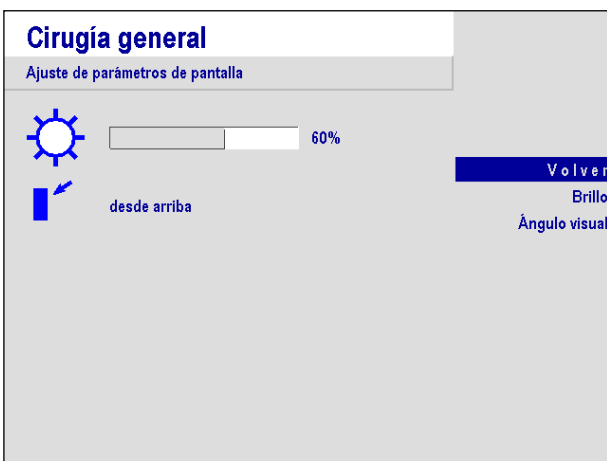 Cirugía general
Ajuste de parámetros de pantalla
60%
desde arriba
Volver
Brillo
Ángulo visual